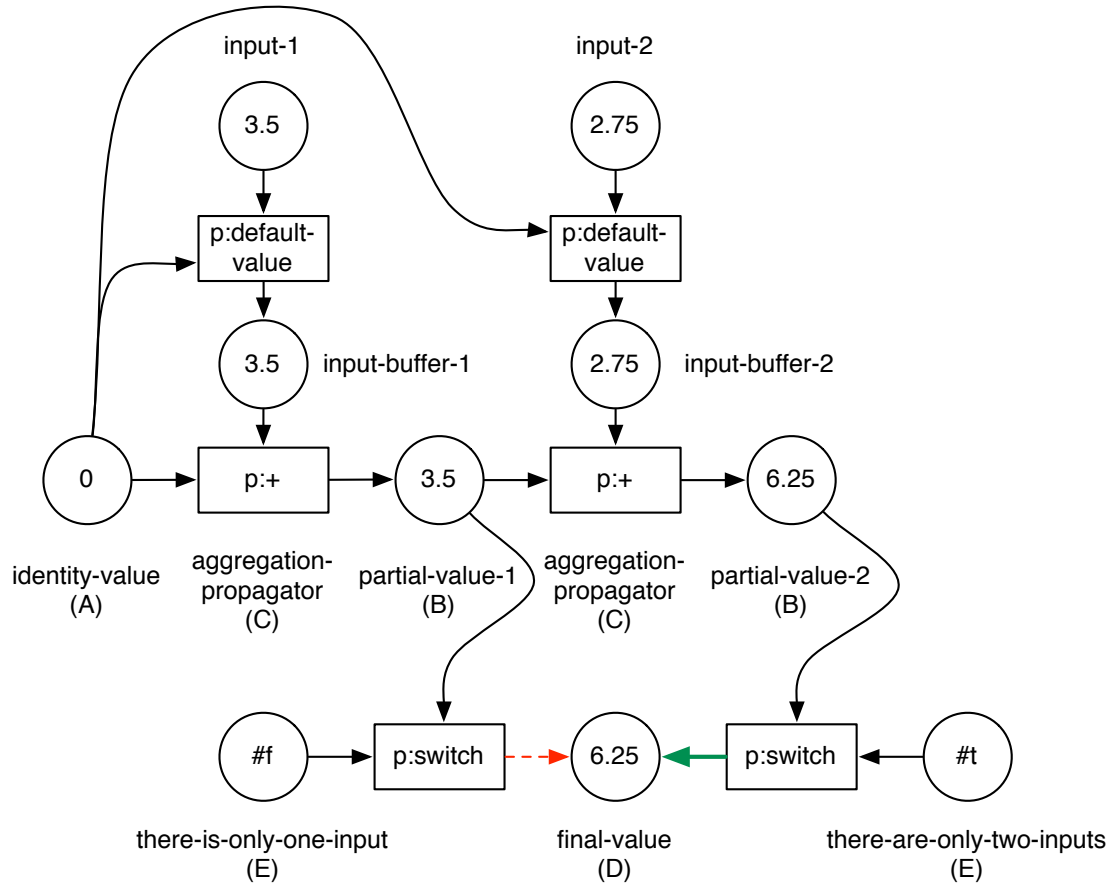 input-1
input-2
3.5
2.75
p:default-
value
p:default-
value
3.5
input-buffer-1
2.75
input-buffer-2
0
p:+
3.5
p:+
6.25
identity-value
(A)
aggregation-
propagator
(C)
partial-value-1
(B)
aggregation-
propagator
(C)
partial-value-2
(B)
#f
p:switch
6.25
p:switch
#t
there-is-only-one-input
(E)
final-value
(D)
there-are-only-two-inputs
(E)